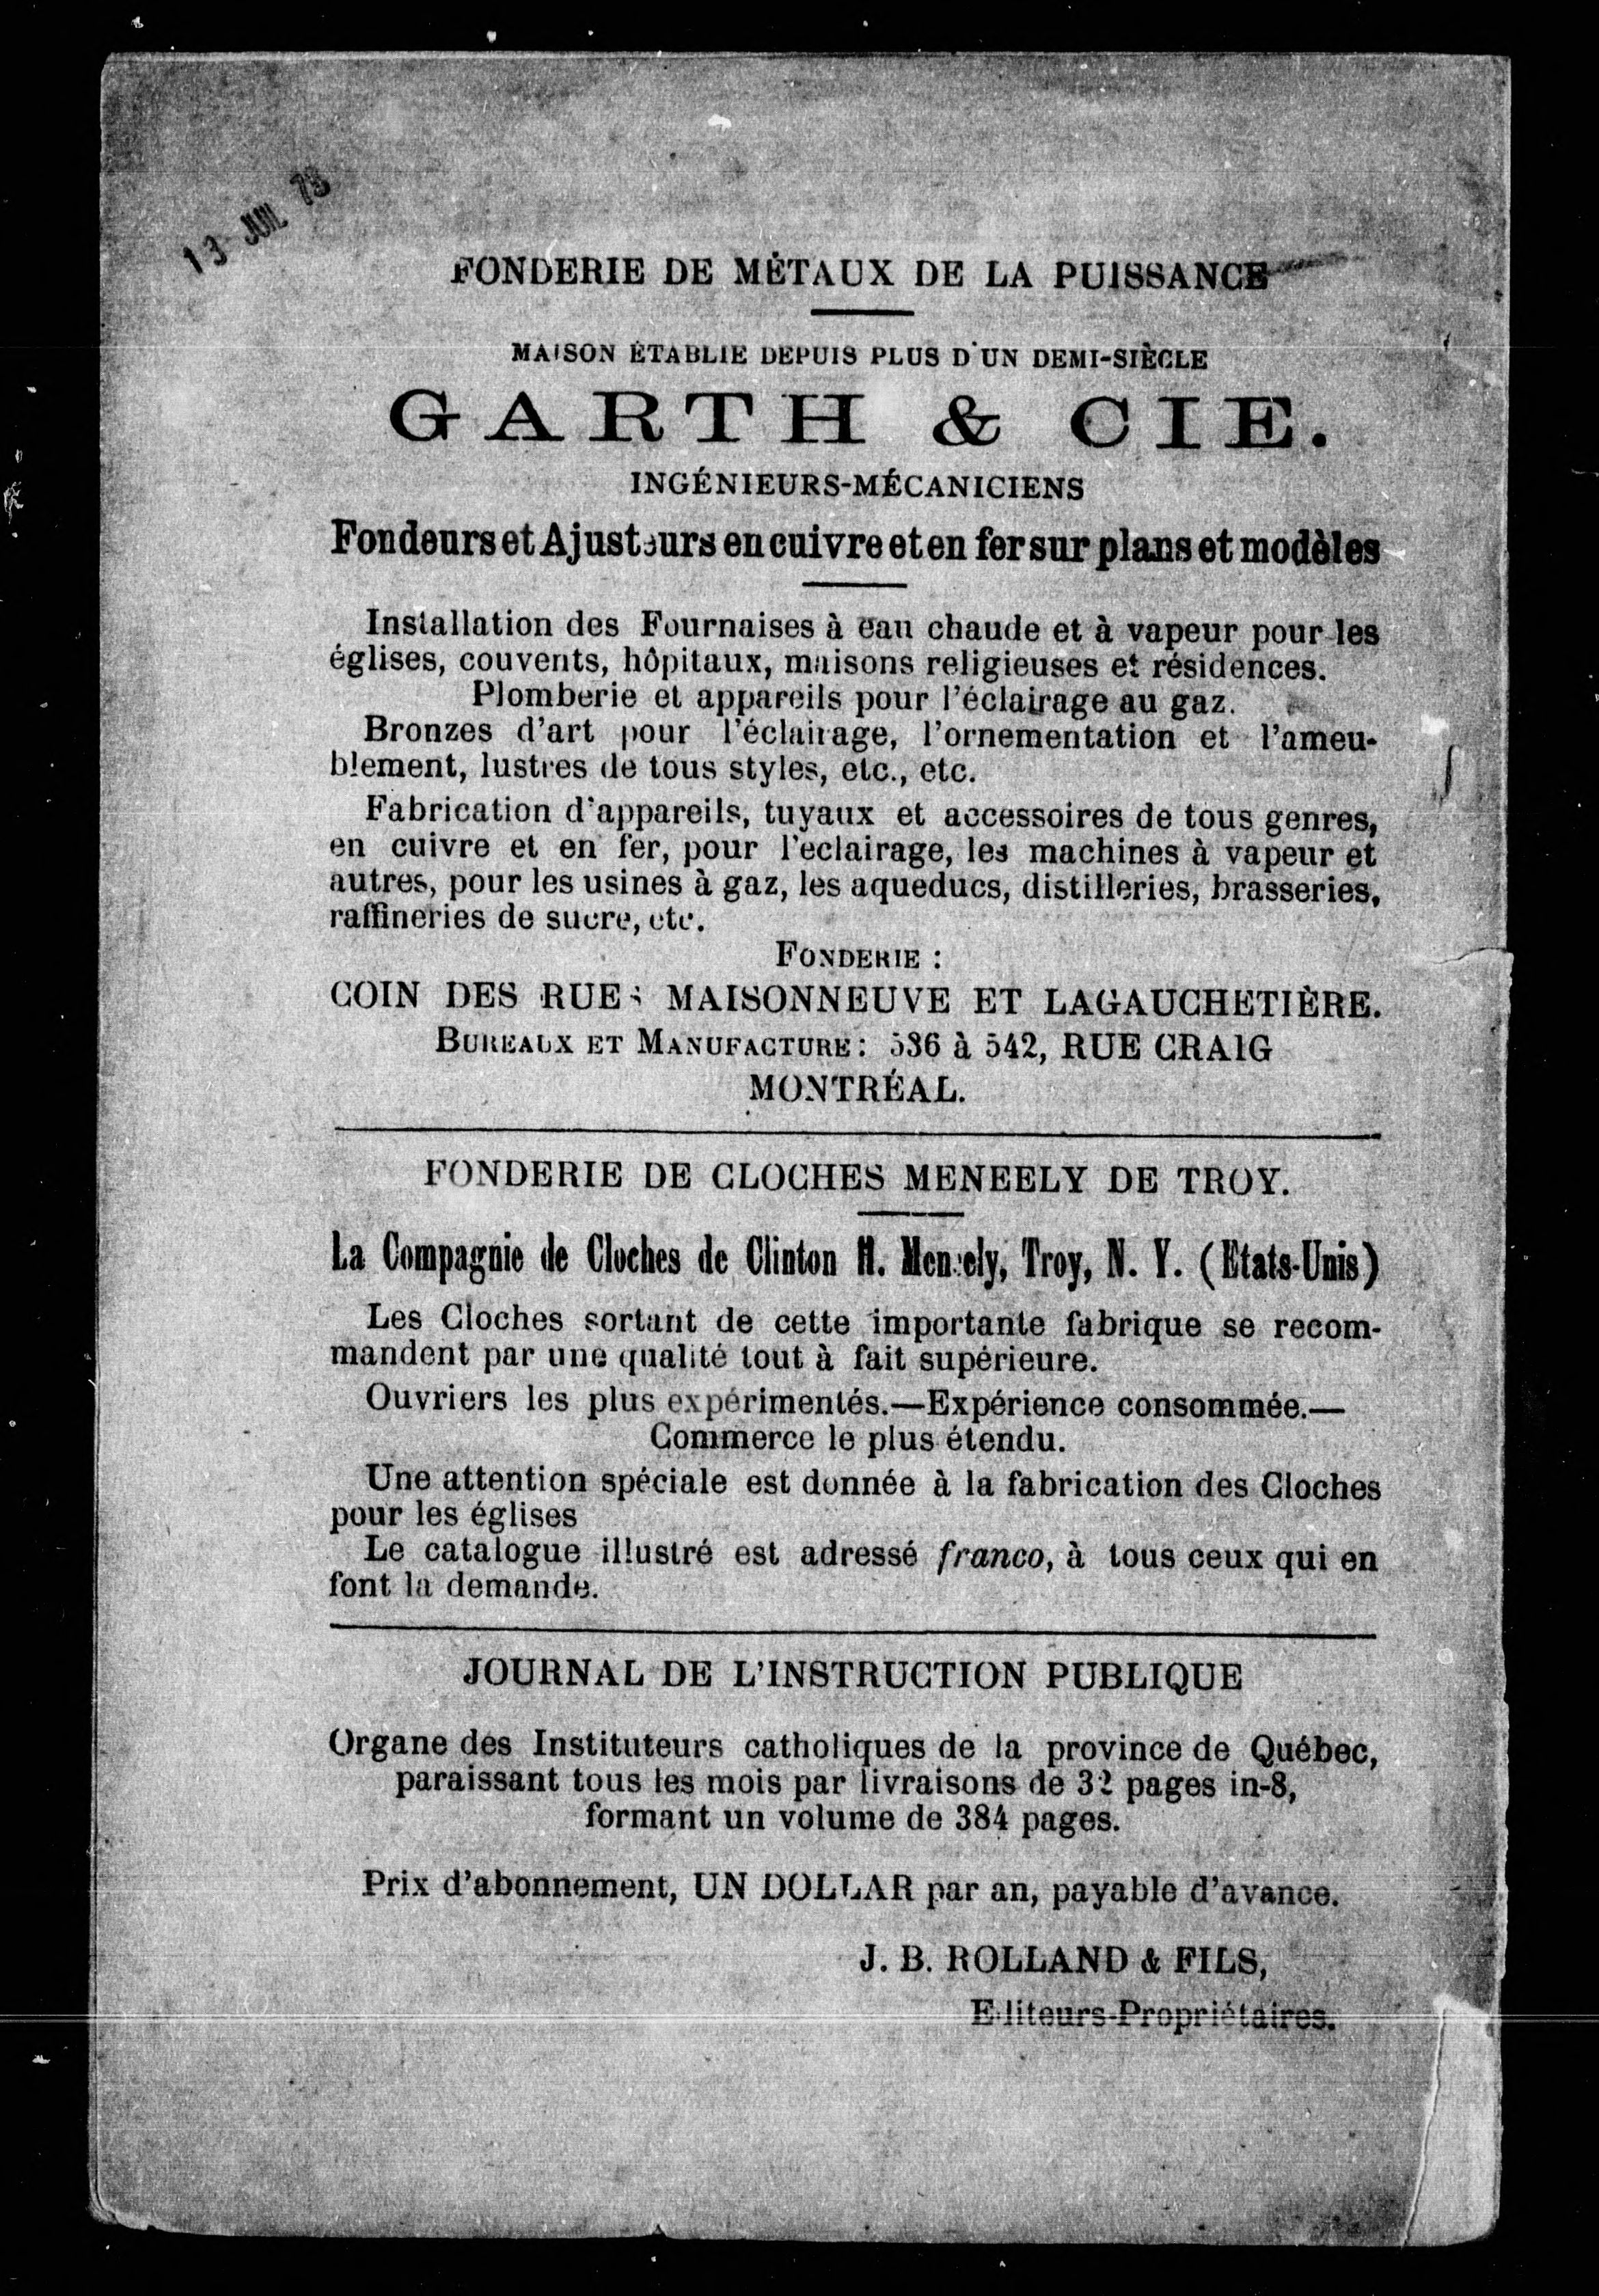 13 JUIL 73
FONDERIE DE MÉTAUX DE LA PUISSANCE
MAISON ÉTABLIE DEPUIS PLUS D'UN DEMI-SIÈCLE
GARTH & CIE.
INGÉNIEURS-MÉCANICIENS
Fondeurs et Ajusteurs en cuivre et en fer sur plans et modèles
Installation des Fournaises à eau chaude et à vapeur pour les
églises, couvents, hôpitaux, maisons religieuses et résidences.
Plomberie et appareils pour l'éclairage au gaz.
Bronzes d'art pour l'éclairage, l'ornementation et l'ameu-
blement, lustres de tous styles, etc., etc.
Fabrication d'appareils, tuyaux et accessoires de tous genres,
en cuivre et en fer, pour l'eclairage, les machines à vapeur et
autres, pour les usines à gaz, les aqueducs, distilleries, brasseries,
raffineries de sucre, etc.
FONDERIE :
COIN DES RUES MAISONNEUVE ET LAGAUCHETIÈRE.
BUREAUX ET MANUFACTURE: 536 à 542, RUE CRAIG
MONTRÉAL.
FONDERIE DE CLOCHES MENEELY DE TROY.
La Compagnie de Cloches de Clinton H. Meneely, Troy, N. Y. (Etats-Unis)
Les Cloches sortant de cette importante fabrique se recom-
mandent par une qualité tout à fait supérieure.
Ouvriers les plus expérimentés.—Expérience consommée.—
Commerce le plus étendu.
Une attention spéciale est donnée à la fabrication des Cloches
pour les églises
Le catalogue illustré est adressé franco, à tous ceux qui en
font la demande.
JOURNAL DE L'INSTRUCTION PUBLIQUE
Organe des Instituteurs catholiques de la province de Québec,
paraissant tous les mois par livraisons de 32 pages in-8,
formant un volume de 384 pages.
Prix d'abonnement, UN DOLLAR par an, payable d'avance.
J. B. ROLLAND & FILS,
Editeurs-Propriétaires.